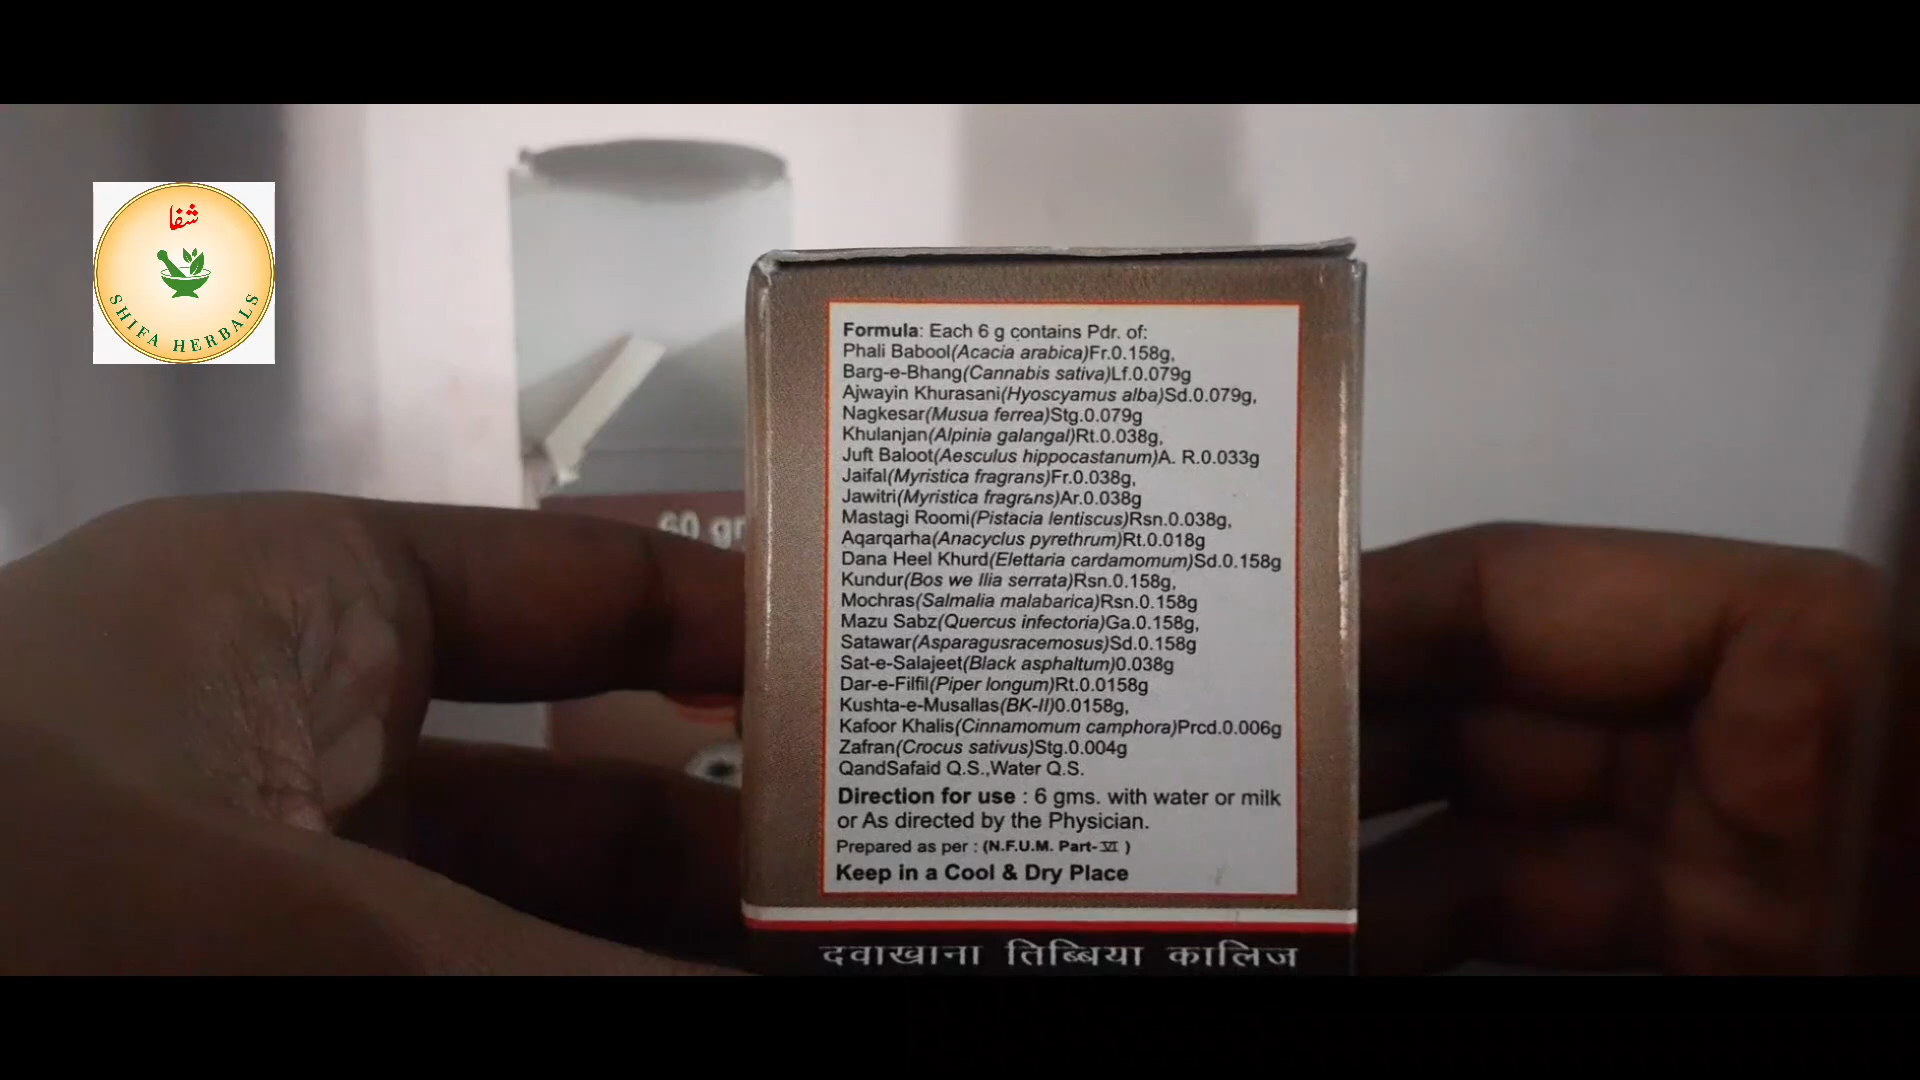 شفا
SHIFA HERBALS
60 gr
Formula: Each 6 g contains Pdr. of:
Phali Babool(Acacia arabica)Fr.0.158g,
Barg-e-Bhang(Cannabis sativa)Lf.0.079g
Ajwayin Khurasani(Hyoscyamus alba)Sd.0.079g,
Nagkesar(Musua ferrea)Stg.0.079g
Khulanjan(Alpinia galangal)Rt.0.038g,
Juft Baloot(Aesculus hippocastanum)A. R.0.033g
Jaifal(Myristica fragrans)Fr.0.038g,
Jawitri(Myristica fragrans)Ar.0.038g
Mastagi Roomi(Pistacia lentiscus)Rsn.0.038g,
Aqarqarha(Anacyclus pyrethrum)Rt.0.018g
Dana Heel Khurd(Elettaria cardamomum)Sd.0.158g
Kundur(Bos we llia serrata)Rsn.0.158g,
Mochras(Salmalia malabarica)Rsn.0.158g
Mazu Sabz(Quercus infectoria)Ga.0.158g,
Satawar(Asparagusracemosus)Sd.0.158g
Sat-e-Salajeet(Black asphaltum)0.038g
Dar-e-Filfil(Piper longum)Rt.0.0158g
Kushta-e-Musallas(BK-II)0.0158g,
Kafoor Khalis(Cinnamomum camphora)Prcd.0.006g
Zafran(Crocus sativus)Stg.0.004g
QandSafaid Q.S.,Water Q.S.
Direction for use : 6 gms. with water or milk
or As directed by the Physician.
Prepared as per : (N.F.U.M. Part-VI )
Keep in a Cool & Dry Place
दवाखाना तिब्बिया कालिज